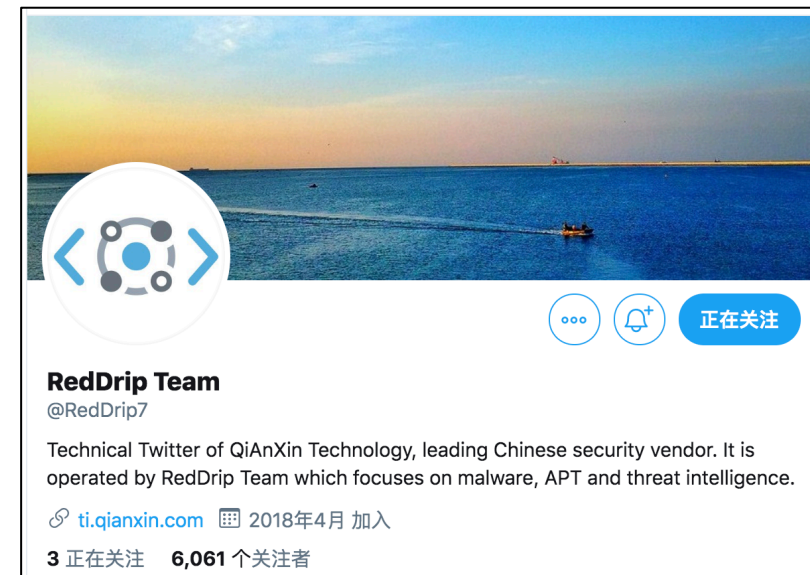 正在关注
RedDrip Team
@RedDrip7
Technical Twitter of QiAnXin Technology, leading Chinese security vendor. It is
operated by RedDrip Team which focuses on malware, APT and threat intelligence.
ti.qianxin.com 2018年4月 加入
3 正在关注 6,061 个关注者